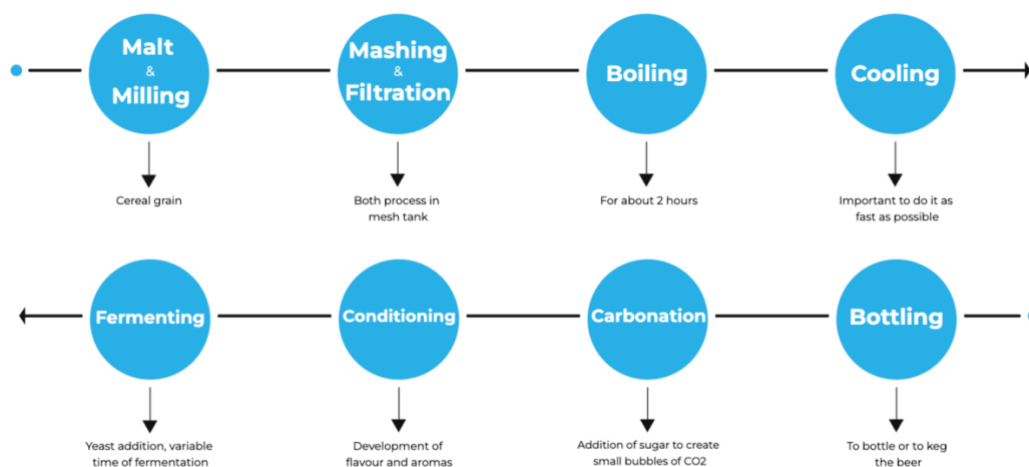 Malt
&
Milling
Mashing
&
Filtration
Boiling
Cooling
Cereal grain
Both process in
mesh tank
For about 2 hours
Important to do it as
fast as possible
Fermenting
Conditioning
Carbonation
Bottling
Yeast addition, variable
time of fermentation
Development of
flavour and aromas
Addition of sugar to create
small bubbles of CO2
To bottle or to keg
the beer